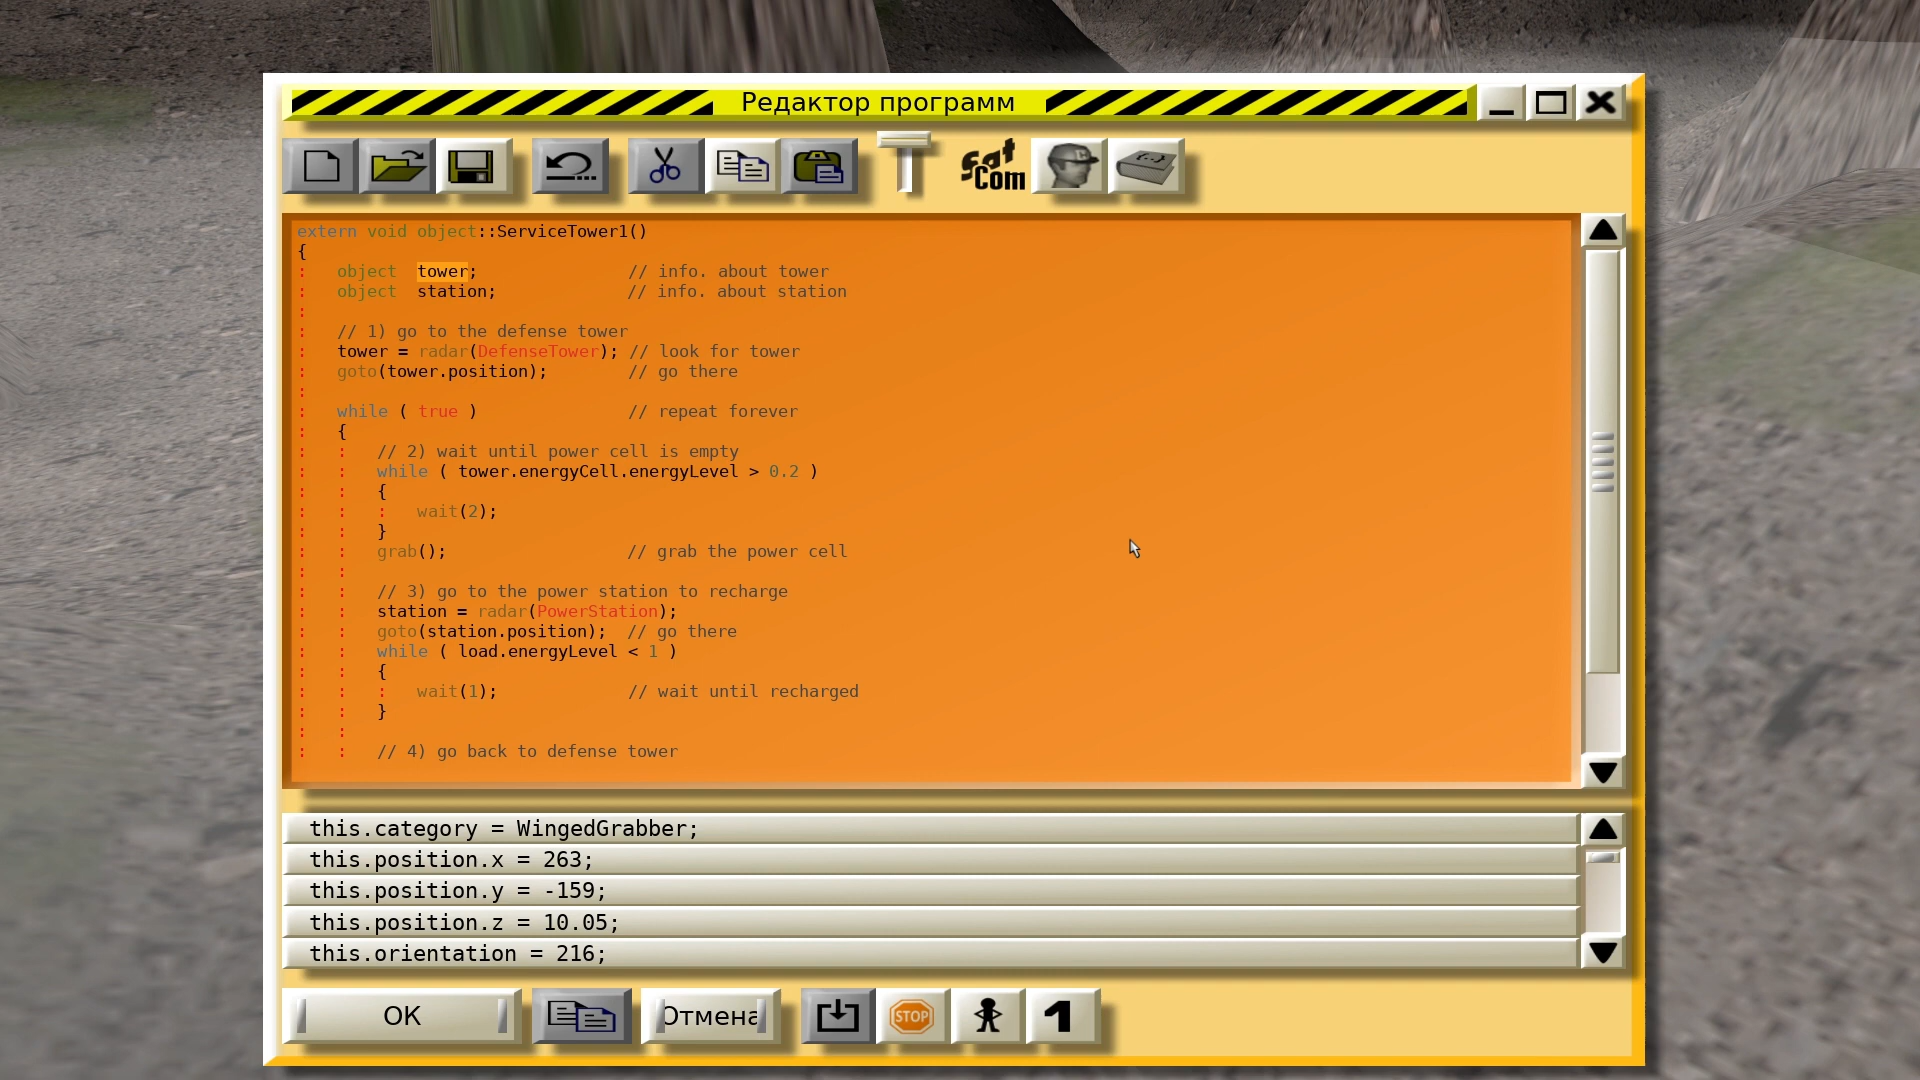 Редактор программ
Sat
Com
extern void object::ServiceTower1()
{
:   object  tower;               // info. about tower
:   object  station;             // info. about station
:
:   // 1) go to the defense tower
:   tower = radar(DefenseTower); // look for tower
:   goto(tower.position);        // go there
:
:   while ( true )               // repeat forever
:   {
:   :   // 2) wait until power cell is empty
:   :   while ( tower.energyCell.energyLevel > 0.2 )
:   :   {
:   :   :   wait(2);
:   :   }
:   :   grab();                  // grab the power cell
:   :
:   :   // 3) go to the power station to recharge
:   :   station = radar(PowerStation);
:   :   goto(station.position);  // go there
:   :   while ( load.energyLevel < 1 )
:   :   {
:   :   :   wait(1);             // wait until recharged
:   :   }
:   :
:   :   // 4) go back to defense tower
this.category = WingedGrabber;
this.position.x = 263;
this.position.y = -159;
this.position.z = 10.05;
this.orientation = 216;
OK
Отмена
STOP
1